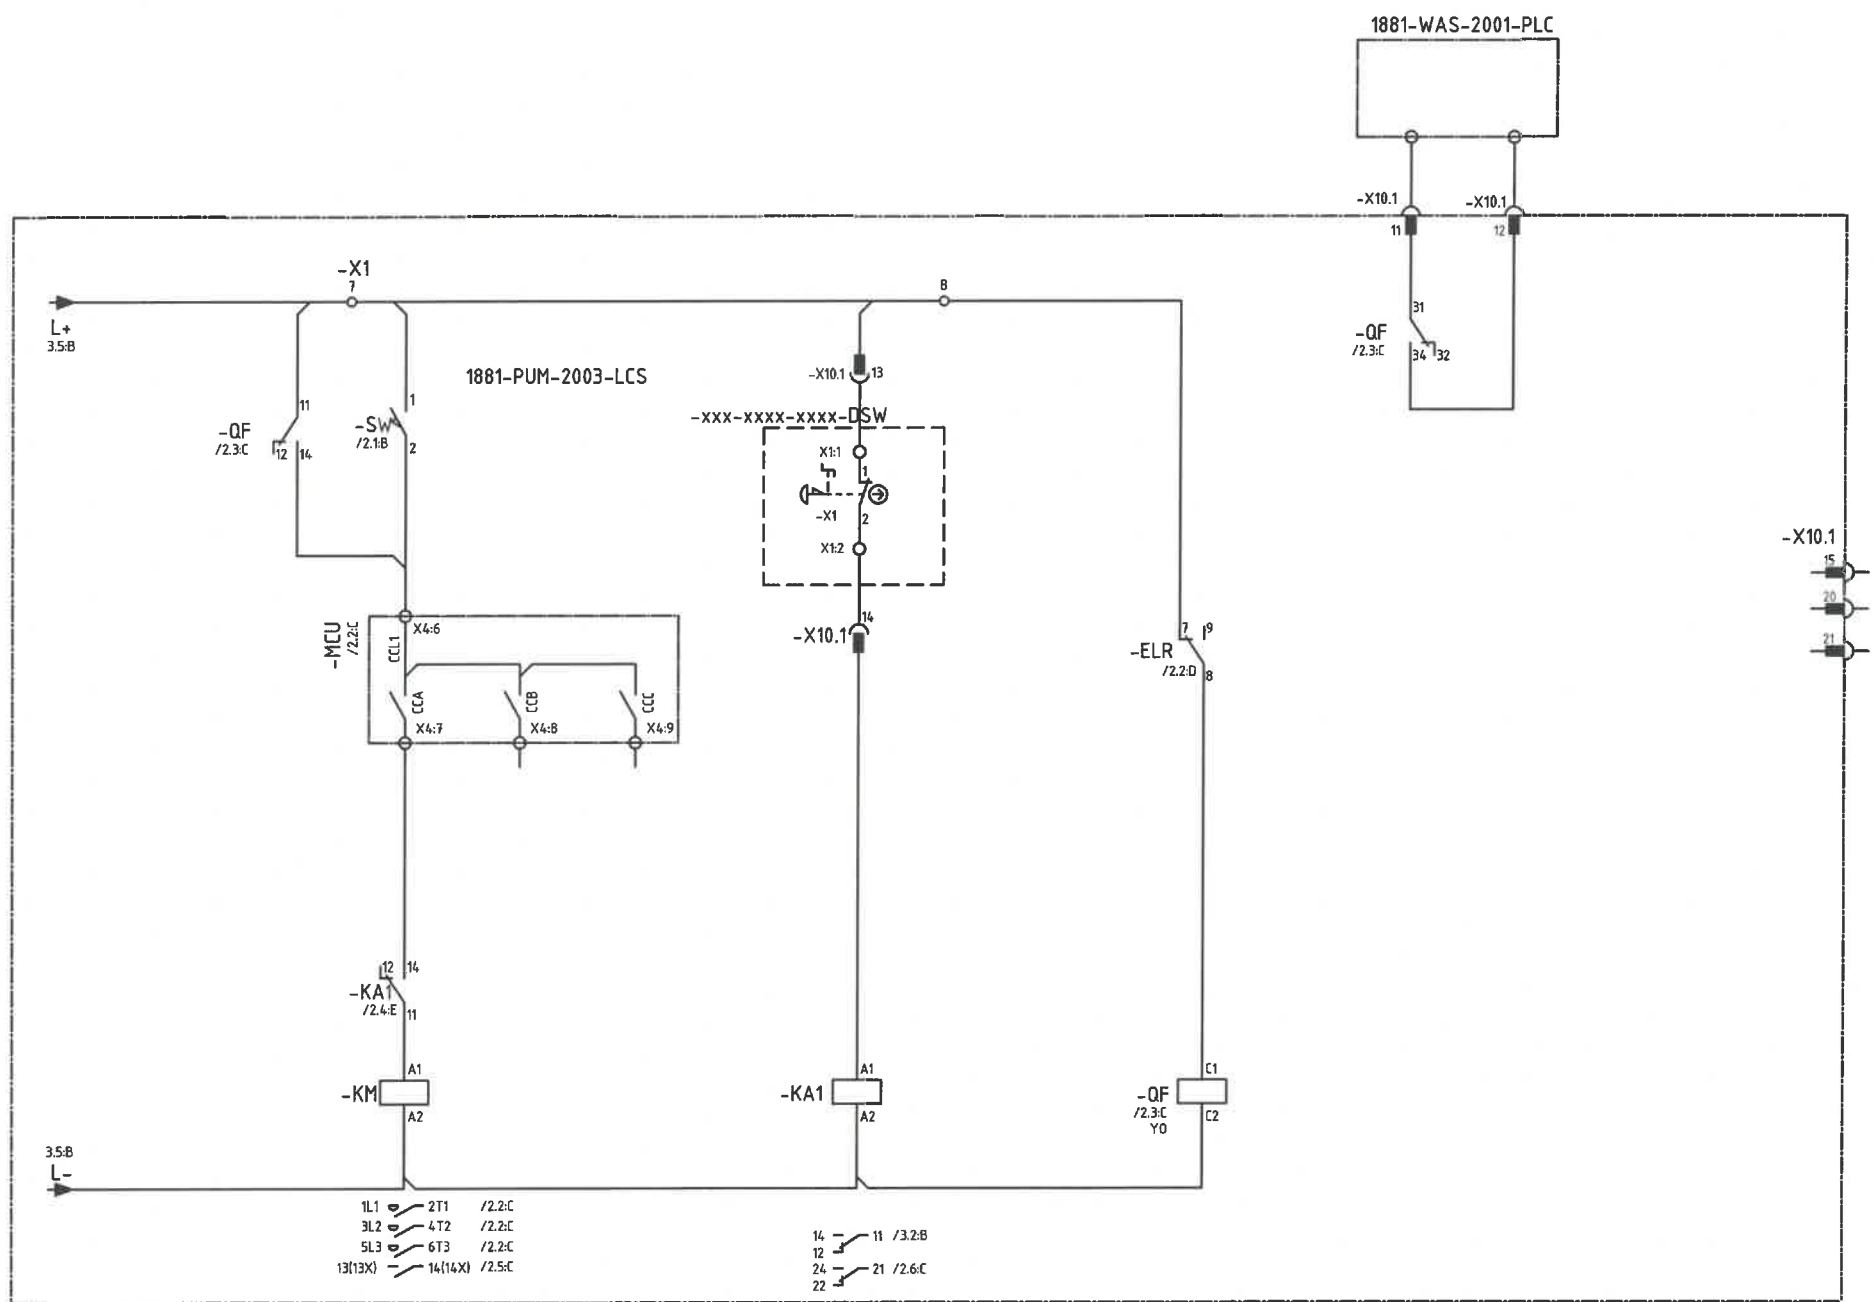 1881-WAS-2001-PLC
-X10.1 -X10.1
11 12
-X1
7 8
L+
3.5:B
31
-QF
/2.3:C
34 32
1881-PUM-2003-LCS
-X10.1 13
11 1
-QF
/2.3:C
12 14
-SW
/2.1:B
2
-xxx-xxxx-xxxx-DSW
X1:1
1
-X1
2
X1:2
14
-X10.1
-X10.1
15
20
21
-MCU
/2.2:C
X4:6
CCL1
CCA CCB CCC
X4:7 X4:8 X4:9
7 9
-ELR
/2.2:D
8
12 14
-KA1
/2.4:E
11
A1 A1 C1
-KM -KA1 -QF
A2 A2 /2.3:C C2
Y0
3.5:B
L-
1L1 2T1 /2.2:C
3L2 4T2 /2.2:C
5L3 6T3 /2.2:C
13(13X) 14(14X) /2.5:C
14 11 /3.2:B
12
24 21 /2.6:C
22